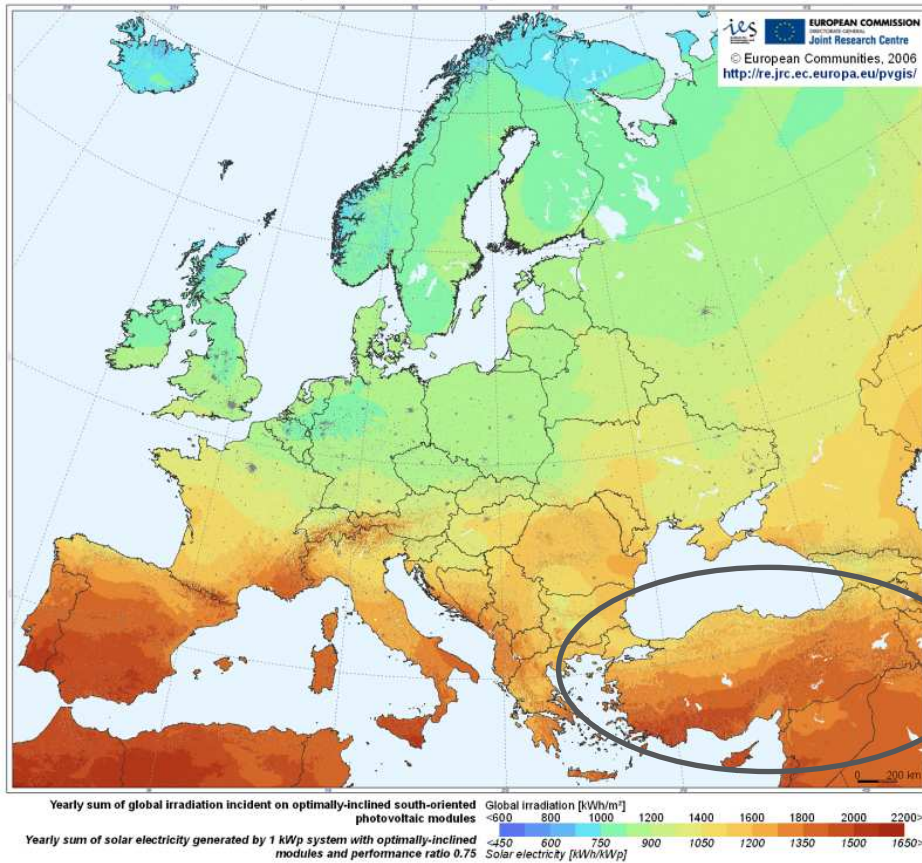 ies
EUROPEAN COMMISSION
DIRECTORATE-GENERAL
Joint Research Centre
© European Communities, 2006
http://re.jrc.ec.europa.eu/pvgis/
0 200 km
Yearly sum of global irradiation incident on optimally-inclined south-oriented
photovoltaic modules
Yearly sum of solar electricity generated by 1 kWp system with optimally-inclined
modules and performance ratio 0.75
Global irradiation [kWh/m²]
<600 800 1000 1200 1400 1600 1800 2000 2200>
<450 600 750 900 1050 1200 1350 1500 1650>
Solar electricity [kWh/kWp]